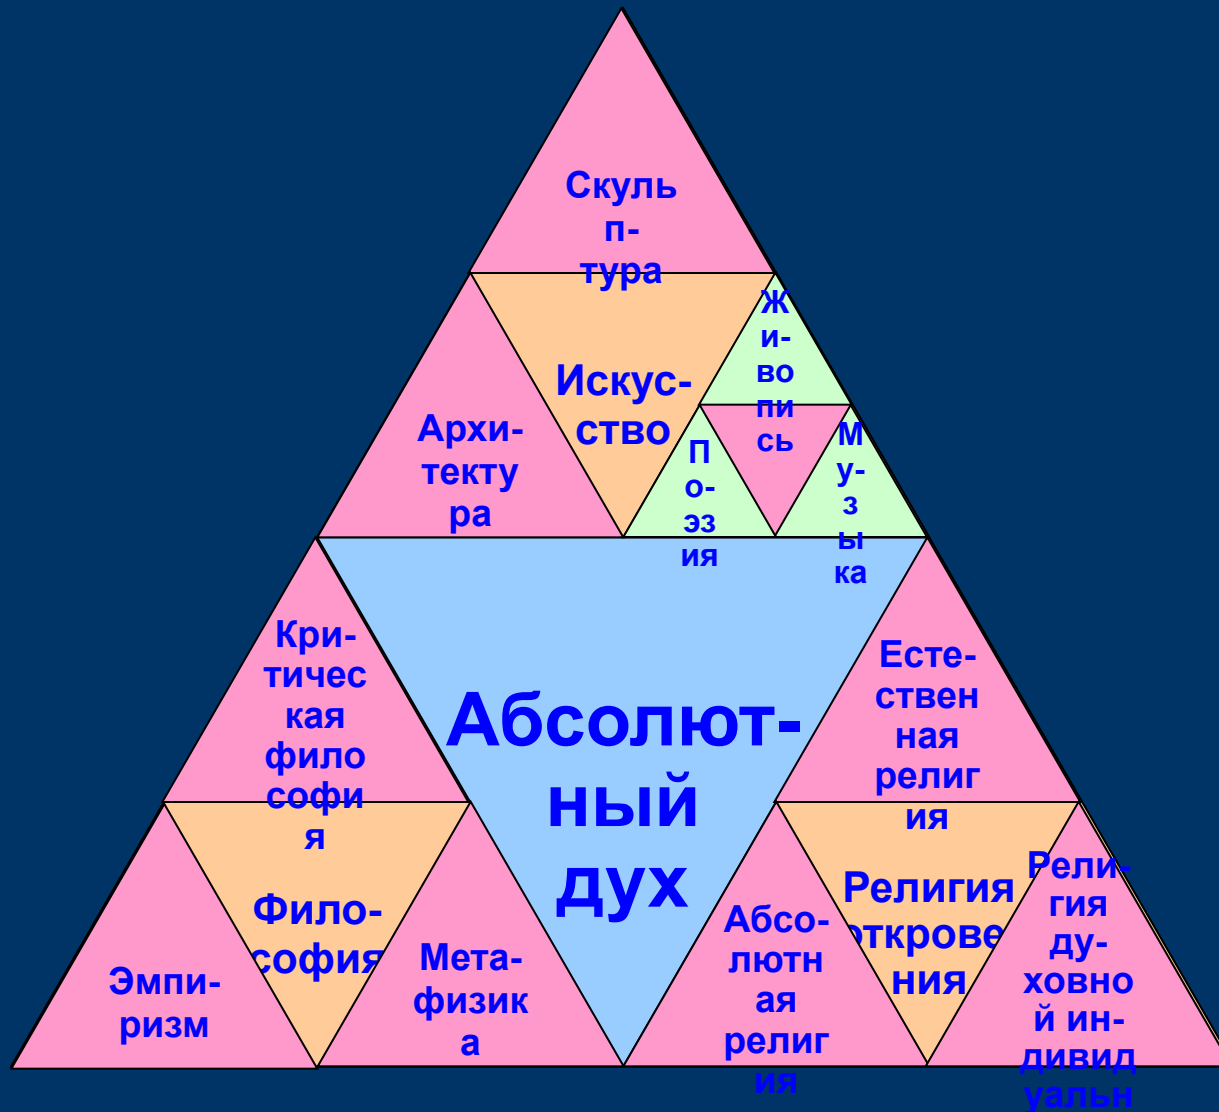 Скуль
п-
тура
Искус-
ство
Архи-
текту
ра
Ж
и-
во
пи
сь
П
о-
эз
ия
М
у-
з
ы
ка
Абсолют-
ный
дух
Кри-
тичес
кая
фило
софи
я
Фило-
софия
Эмпи-
ризм
Мета-
физик
а
Есте-
ствен
ная
религ
ия
Религия
открове
ния
Абсо-
лютн
ая
религ
ия
Рели-
гия
ду-
ховно
й ин-
дивид
уальн